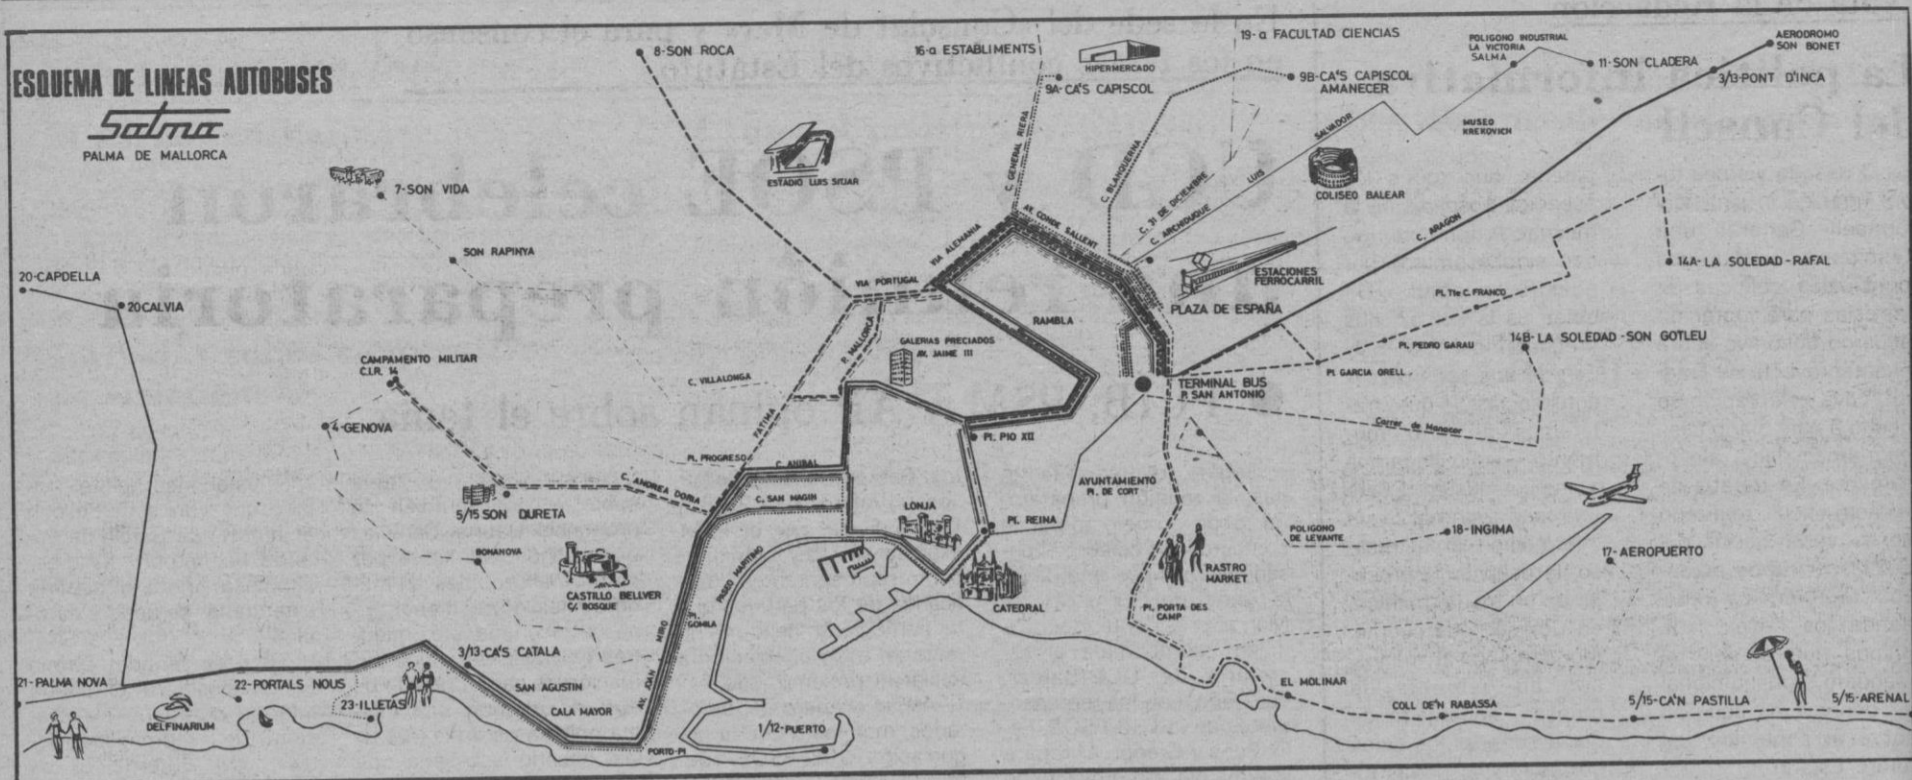 ESQUEMA DE LINEAS AUTOBUSES
Salma
PALMA DE MALLORCA
8-SON ROCA
16-a ESTABLIMENTS
HIPERMERCADO
9A-CA'S CAPISCOL
19-a FACULTAD CIENCIAS
9B-CA'S CAPISCOL
AMANECER
POLIGONO INDUSTRIAL
LA VICTORIA
SALMA
11-SON CLADERA
AERODROMO
SON BONET
3/13-PONT D'INCA
MUSEO
KREKOVICH
ESTADIO LUIS SITJAR
C. GENERAL RIERA
C. BLANQUERNA
C. 31 DE DICIEMBRE
C. ARCHIDUQUE LUIS SALVADOR
COLISEO BALEAR
7-SON VIDA
SON RAPINYA
VIA ALEMANIA
AV. CONDE SALLENT
C. ARAGON
ESTACIONES
FERROCARRIL
PLAZA DE ESPAÑA
14A-LA SOLEDAD-RAFAL
20-CAPDELLA
20 CALVIA
VIA PORTUGAL
RAMBLA
P. MALLORCA
GALERIAS PRECIADOS
AV. JAIME III
PL. Tte C. FRANCO
PL. PEDRO GARAU
14B-LA SOLEDAD-SON GOTLEU
PL GARCIA ORELL
CAMPAMENTO MILITAR
C.I.R. 14
C. VILLALONGA
TERMINAL BUS
P. SAN ANTONIO
4-GENOVA
FATIMA
PL. PIO XII
Carrer de Manacor
PL. PROGRESO
C. ANIBAL
C. ANDREA DORIA
5/15 SON DURETA
C. SAN MAGIN
LONJA
AYUNTAMIENTO
PL. DE CORT
PL. REINA
POLIGONO
DE LEVANTE
18-INGIMA
17-AEROPUERTO
BONANOVA
CASTILLO BELLVER
C/. BOSQUE
PASEO MARITIMO
PL.
GOMILA
CATEDRAL
RASTRO
MARKET
PL. PORTA DES
CAMP
3/13-CA'S CATALA
AV. JOAN MIRO
SAN AGUSTIN
CALA MAYOR
21-PALMA NOVA
22-PORTALS NOUS
23-ILLETAS
DELFINARIUM
PORTO-PI
1/12-PUERTO
EL MOLINAR
COLL DE'N RABASSA
5/15-CA'N PASTILLA
5/15-ARENAL